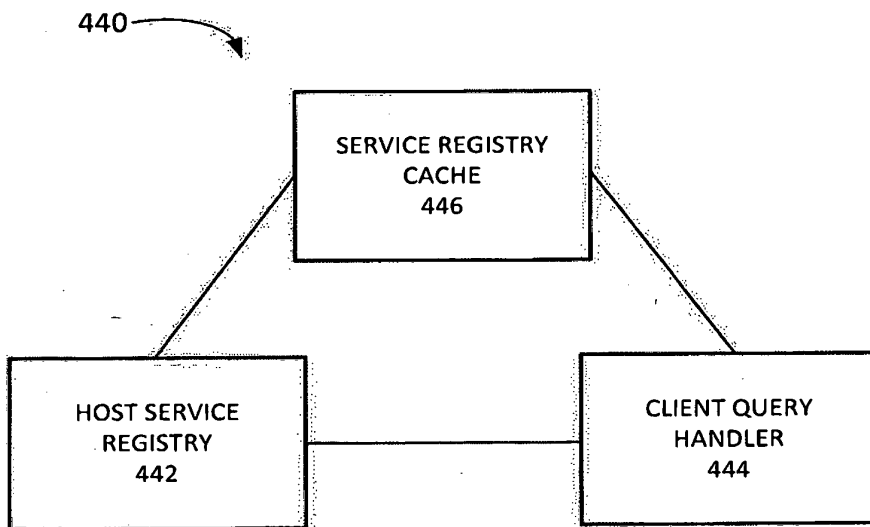 440
SERVICE REGISTRY
CACHE
446
HOST SERVICE
REGISTRY
442
CLIENT QUERY
HANDLER
444